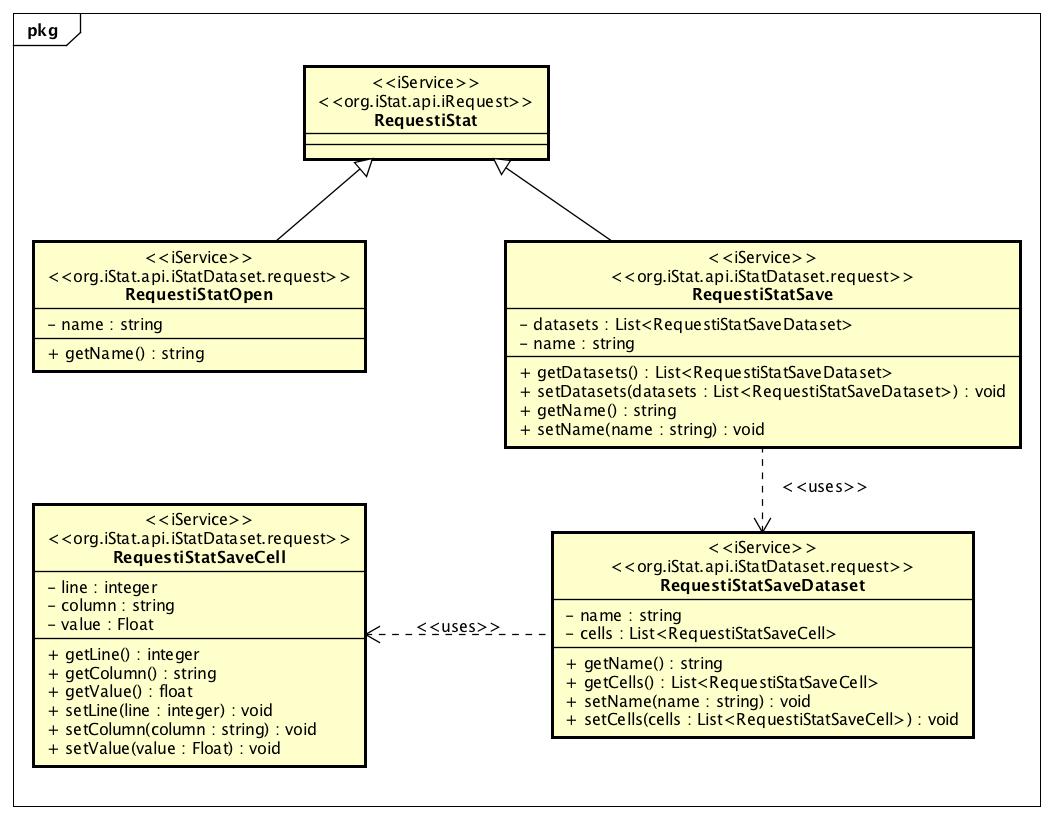 pkg
<<iService>>
<<org.iStat.api.iRequest>>
RequestiStat
<<iService>>
<<org.iStat.api.iStatDataset.request>>
RequestiStatOpen
– name : string
+ getName() : string
<<iService>>
<<org.iStat.api.iStatDataset.request>>
RequestiStatSave
– datasets : List<RequestiStatSaveDataset>
– name : string
+ getDatasets() : List<RequestiStatSaveDataset>
+ setDatasets(datasets : List<RequestiStatSaveDataset>) : void
+ getName() : string
+ setName(name : string) : void
<<uses>>
<<iService>>
<<org.iStat.api.iStatDataset.request>>
RequestiStatSaveCell
– line : integer
– column : string
– value : Float
+ getLine() : integer
+ getColumn() : string
+ getValue() : float
+ setLine(line : integer) : void
+ setColumn(column : string) : void
+ setValue(value : Float) : void
<<uses>>
<<iService>>
<<org.iStat.api.iStatDataset.request>>
RequestiStatSaveDataset
– name : string
– cells : List<RequestiStatSaveCell>
+ getName() : string
+ getCells() : List<RequestiStatSaveCell>
+ setName(name : string) : void
+ setCells(cells : List<RequestiStatSaveCell>) : void